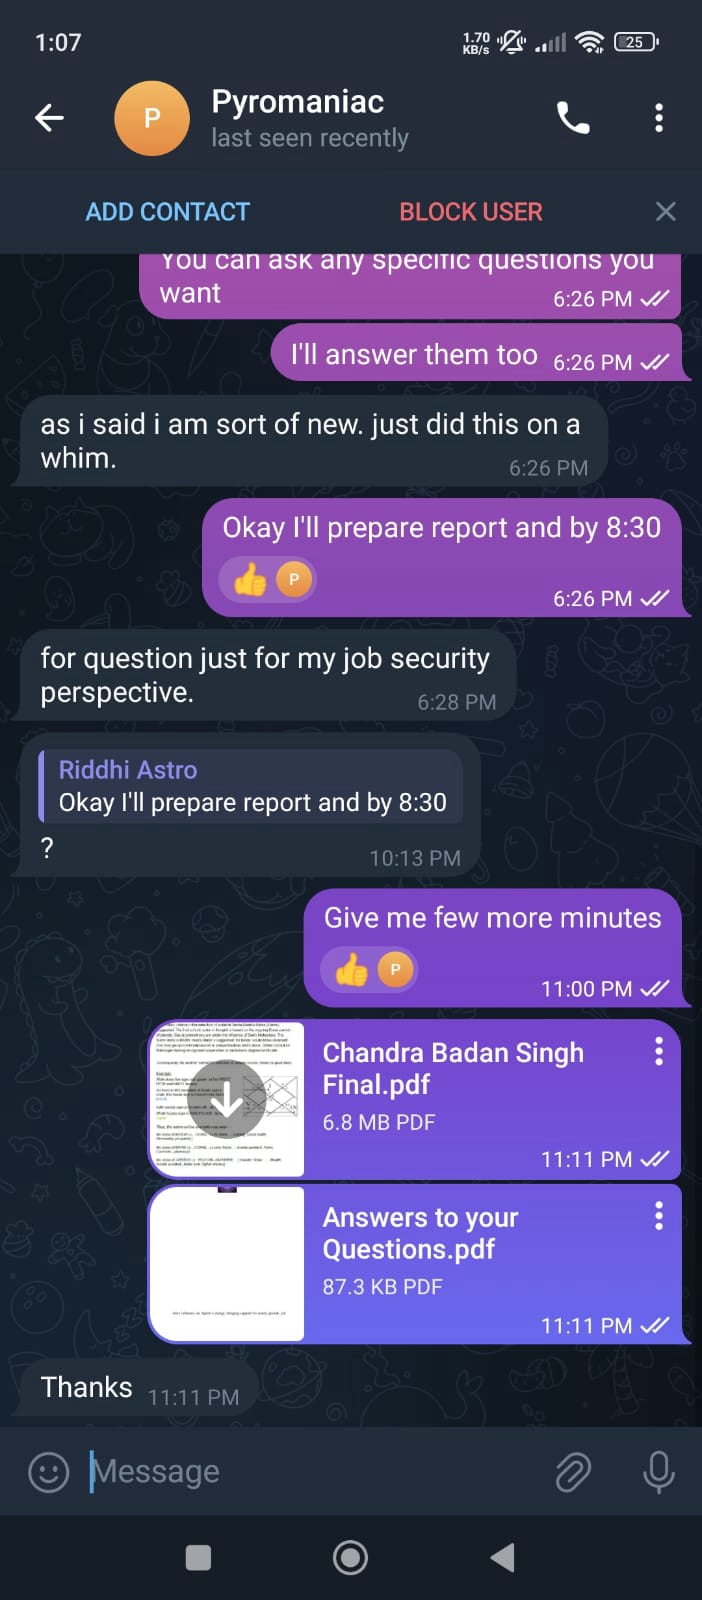 1:07
1.70
KB/s
25
P
Pyromaniac
last seen recently
ADD CONTACT
BLOCK USER
You can ask any specific questions you
want
6:26 PM
I'll answer them too
6:26 PM
as i said i am sort of new. just did this on a
whim.
6:26 PM
Okay I'll prepare report and by 8:30
P
6:26 PM
for question just for my job security
perspective.
6:28 PM
Riddhi Astro
Okay I'll prepare report and by 8:30
?
10:13 PM
Give me few more minutes
P
11:00 PM
Chandra Badan Singh
Final.pdf
6.8 MB PDF
11:11 PM
Answers to your
Questions.pdf
87.3 KB PDF
11:11 PM
Thanks
11:11 PM
Message